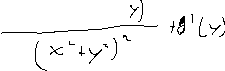 y)
(x²+y²)²
+g'(y)